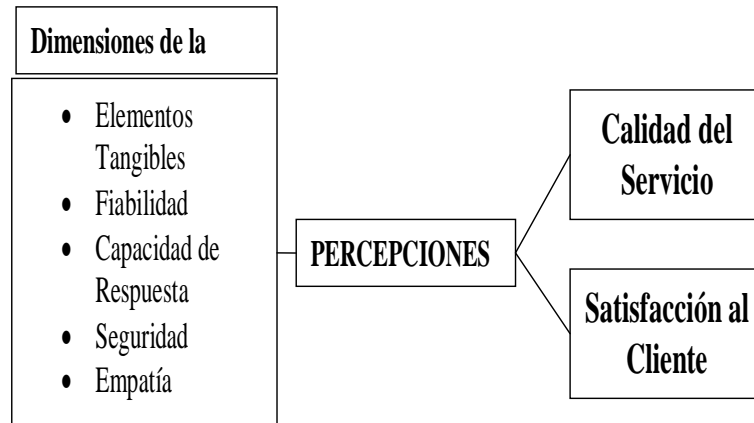 Dimensiones de la
• Elementos
Tangibles
• Fiabilidad
• Capacidad de
Respuesta
• Seguridad
• Empatía
PERCEPCIONES
Calidad del
Servicio
Satisfacción al
Cliente